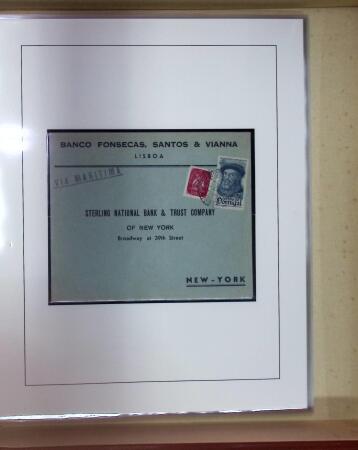 BANCO FONSECAS, SANTOS & VIANNA
LISBOA
VIA MARITIMA
Portugal
STERLING NATIONAL BANK & TRUST COMPANY
OF NEW YORK
Broadway at 39th Street
NEW-YORK